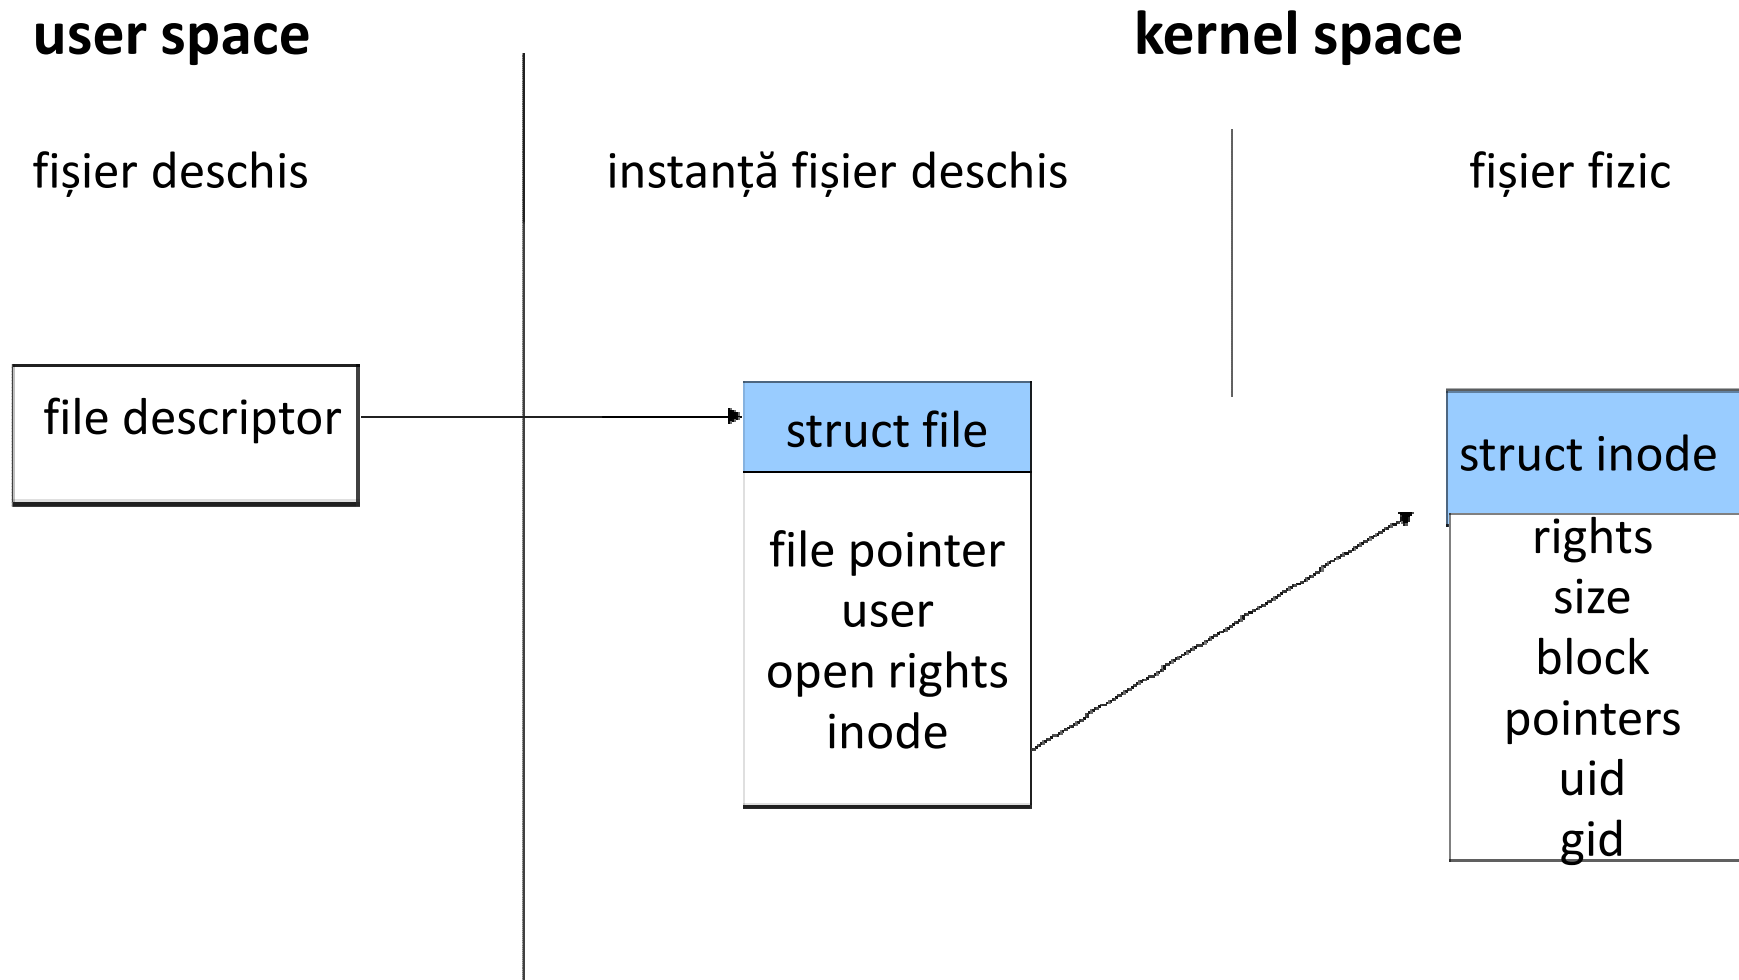 user space
kernel space
fișier deschis
instanță fișier deschis
fișier fizic
file descriptor
struct file
file pointer
user
open rights
inode
struct inode
rights
size
block
pointers
uid
gid